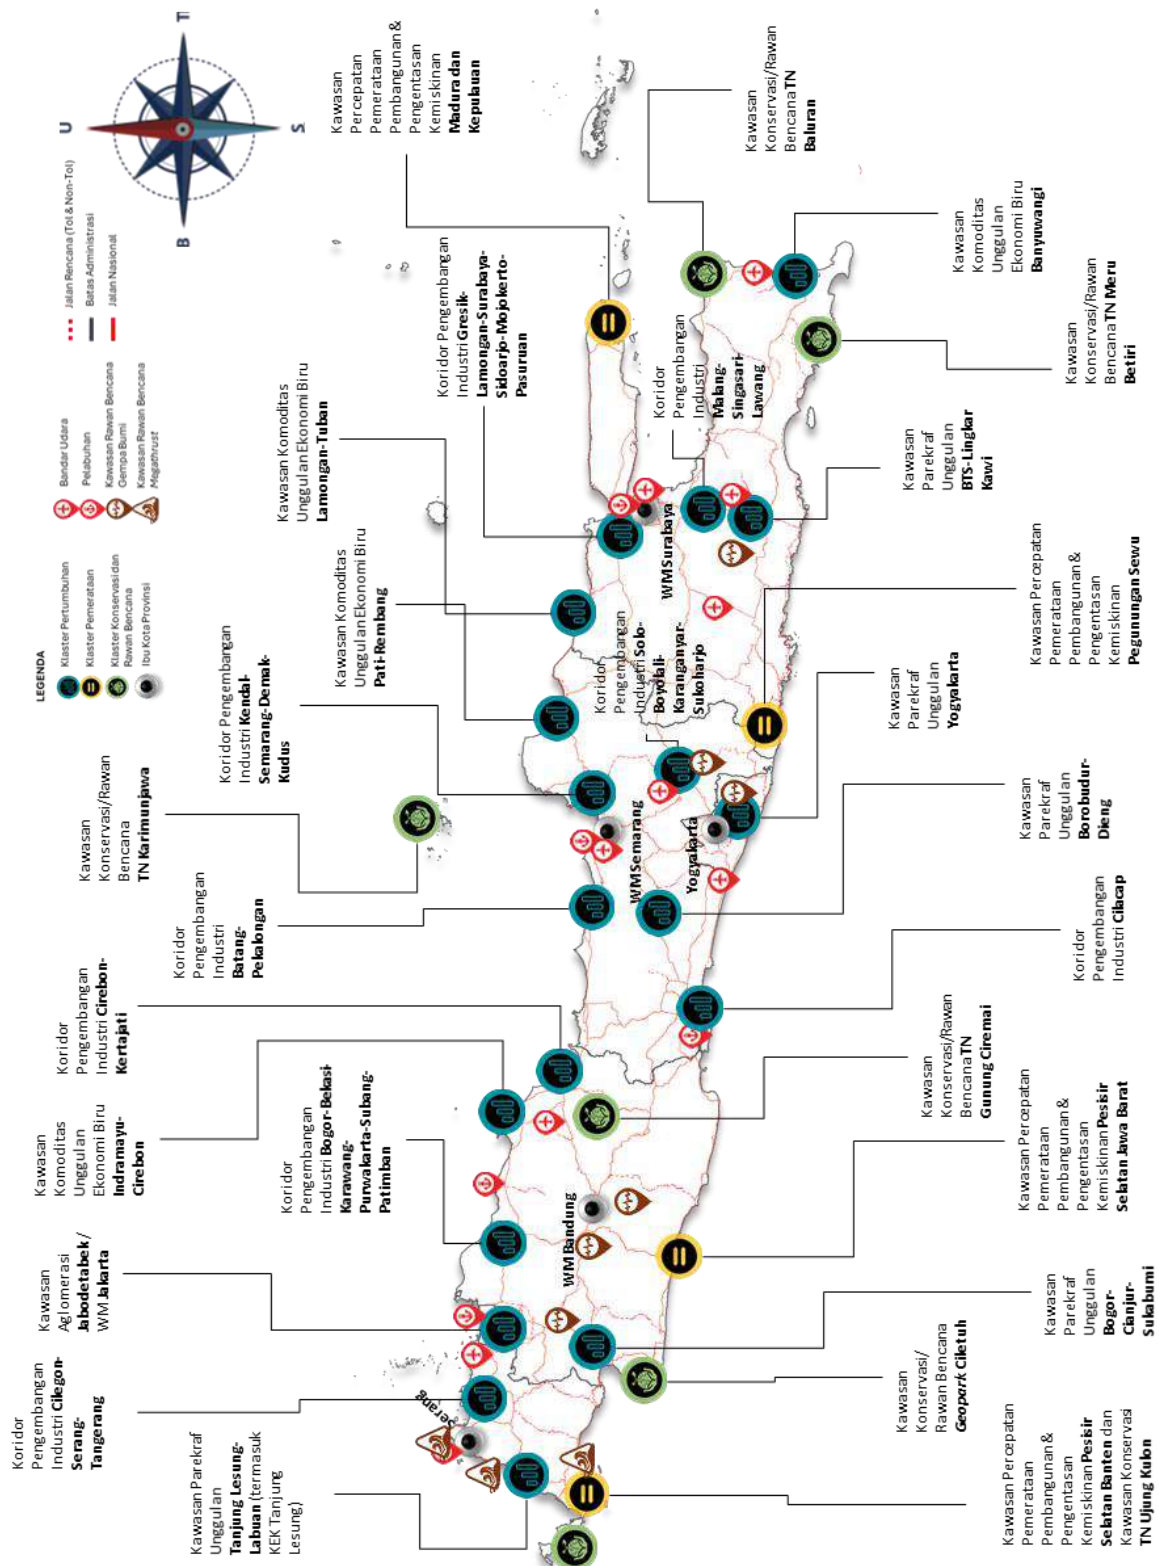 LEGENDA
Klaster Pertumbuhan
Klaster Pemerataan
Klaster Konservasi dan
Rawan Bencana
Ibu Kota Provinsi
Bandar Udara
Pelabuhan
Kawasan Rawan Bencana
Gempa Bumi
Kawasan Rawan Bencana
Megathrust
Jalan Rencana (Tol & Non-Tol)
Batas Administrasi
Jalan Nasional
U
T
S
B
Koridor
Pengembangan
Industri Cilegon-
Serang-
Tangerang
Kawasan
Aglomerasi
Jabodetabek/
WM Jakarta
Kawasan
Komoditas
Unggulan
Ekonomi Biru
Indramayu-
Cirebon
Koridor
Pengembangan
Industri Cirebon-
Kertajati
Koridor
Pengembangan
Industri
Batang-
Pekalongan
Kawasan
Konservasi/Rawan
Bencana
TN Karimunjawa
Koridor Pengembangan
Industri Kendal-
Semarang-Demak-
Kudus
Kawasan Komoditas
Unggulan Ekonomi Biru
Pati-Rembang
Kawasan Komoditas
Unggulan Ekonomi Biru
Lamongan-Tuban
Koridor Pengembangan
Industri Gresik-
Lamongan-Surabaya-
Sidoarjo-Mojokerto-
Pasuruan
Kawasan
Percepatan
Pemerataan
Pembangunan &
Pengentasan
Kemiskinan
Madura dan
Kepulauan
Kawasan Parekraf
Unggulan
Tanjung Lesung-
Labuan (termasuk
KEK Tanjung
Lesung)
Koridor
Pengembangan
Industri Bogor-Bekasi-
Karawang-
Purwakarta-Subang-
Patimban
Serang
WM Bandung
WM Semarang
Yogyakarta
WM Surabaya
Koridor
Pengembangan
Industri Solo-
Boyolali-
Karanganyar-
Sukoharjo
Koridor
Pengembangan
Industri
Malang-
Singasari-
Lawang
Kawasan Percepatan
Pemerataan
Pembangunan &
Pengentasan
Kemiskinan Pesisir
Selatan Banten dan
Kawasan Konservasi
TN Ujung Kulon
Kawasan
Konservasi/
Rawan Bencana
Geopark Ciletuh
Kawasan
Parekraf
Unggulan
Bogor-
Cianjur-
Sukabumi
Kawasan Percepatan
Pemerataan
Pembangunan &
Pengentasan
Kemiskinan Pesisir
Selatan Jawa Barat
Kawasan
Konservasi/Rawan
Bencana TN
Gunung Ciremai
Koridor
Pengembangan
Industri Cilacap
Kawasan
Parekraf
Unggulan
Borobudur-
Dieng
Kawasan
Parekraf
Unggulan
Yogyakarta
Kawasan Percepatan
Pemerataan
Pembangunan &
Pengentasan
Kemiskinan
Pegunungan Sewu
Kawasan
Parekraf
Unggulan
BTS-Lingkar
Kawi
Kawasan
Konservasi/Rawan
Bencana TN Meru
Betiri
Kawasan
Komoditas
Unggulan
Ekonomi Biru
Banyuwangi
Kawasan
Konservasi/Rawan
Bencana TN
Baluran